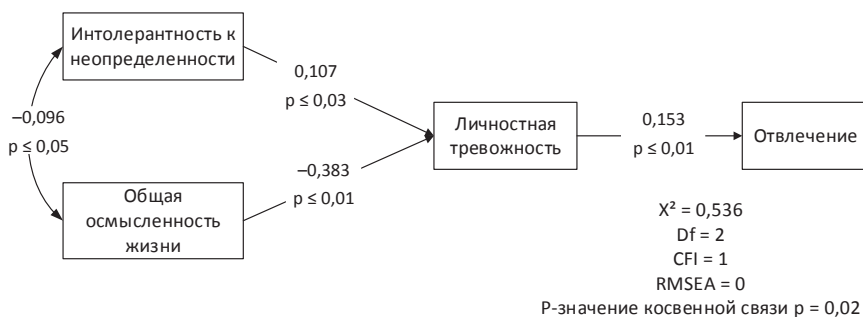 Интолерантность к
неопределенности
0,107
p ≤ 0,03
–0,096
p ≤ 0,05
Личностная
тревожность
0,153
p ≤ 0,01
Отвлечение
–0,383
p ≤ 0,01
Общая
осмысленность
жизни
X² = 0,536
Df = 2
CFI = 1
RMSEA = 0
P-значение косвенной связи p = 0,02